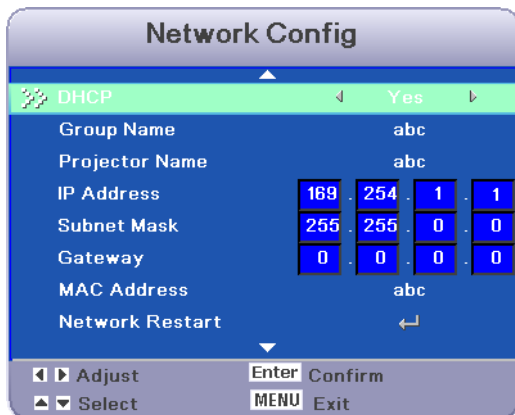 Network Config
DHCP Yes
Group Name abc
Projector Name abc
IP Address 169 . 254 . 1 . 1
Subnet Mask 255 . 255 . 0 . 0
Gateway 0 . 0 . 0 . 0
MAC Address abc
Network Restart
Adjust Enter Confirm
Select MENU Exit